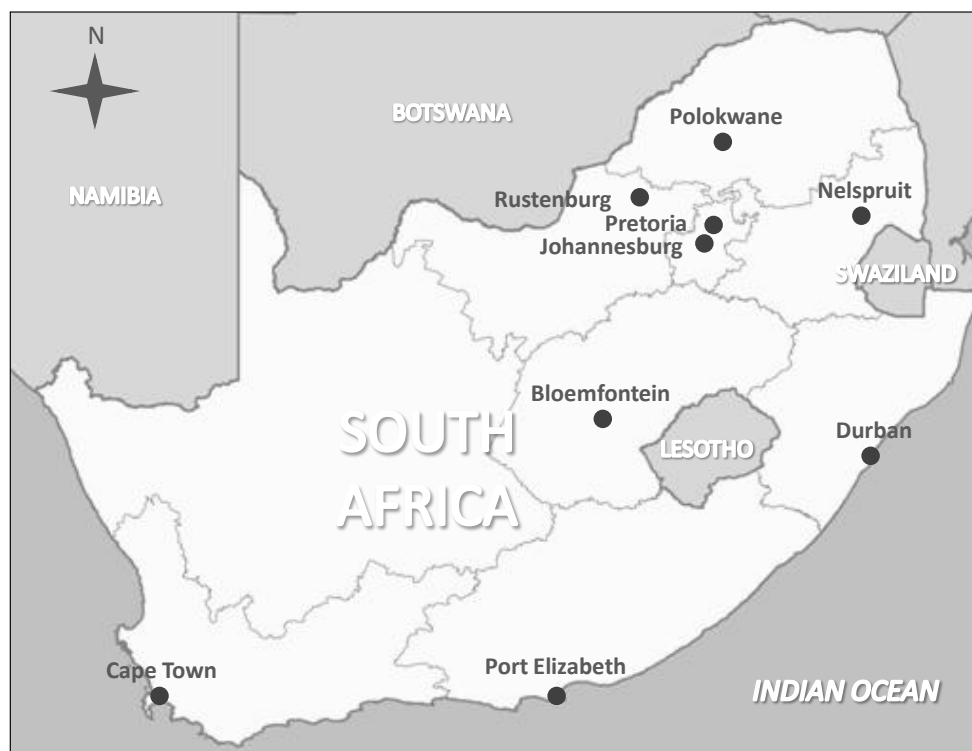 N
BOTSWANA
Polokwane
NAMIBIA
Rustenburg
Nelspruit
Pretoria
Johannesburg
SWAZILAND
Bloemfontein
SOUTH
AFRICA
LESOTHO
Durban
Cape Town
Port Elizabeth
INDIAN OCEAN